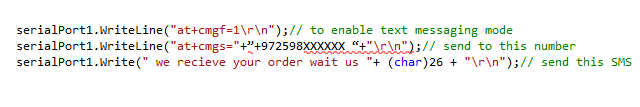 serialPort1.WriteLine("at+cmgf=1\r\n");// to enable text messaging mode
serialPort1.WriteLine("at+cmgs="+”+972598XXXXXX “+"\r\n");// send to this number
serialPort1.Write(" we recieve your order wait us "+ (char)26 + "\r\n");// send this SMS